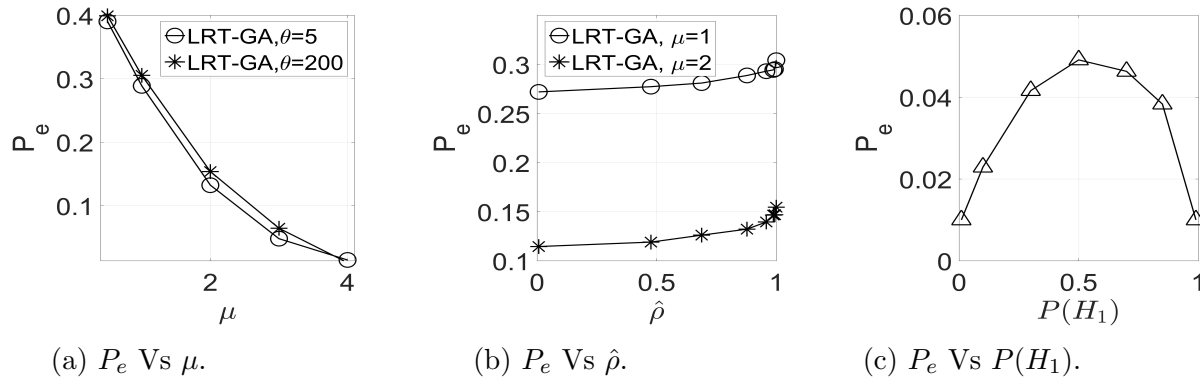 0.4
0.3
0.2
0.1
2
4
P_e
μ
LRT-GA,θ=5
LRT-GA,θ=200
(a) P_e Vs μ.
0.3
0.25
0.2
0.15
0.1
0
0.5
1
P_e
ρ̂
LRT-GA, μ=1
LRT-GA, μ=2
(b) P_e Vs ρ̂.
0.06
0.04
0.02
0
0
0.5
1
P_e
P(H_1)
(c) P_e Vs P(H_1).